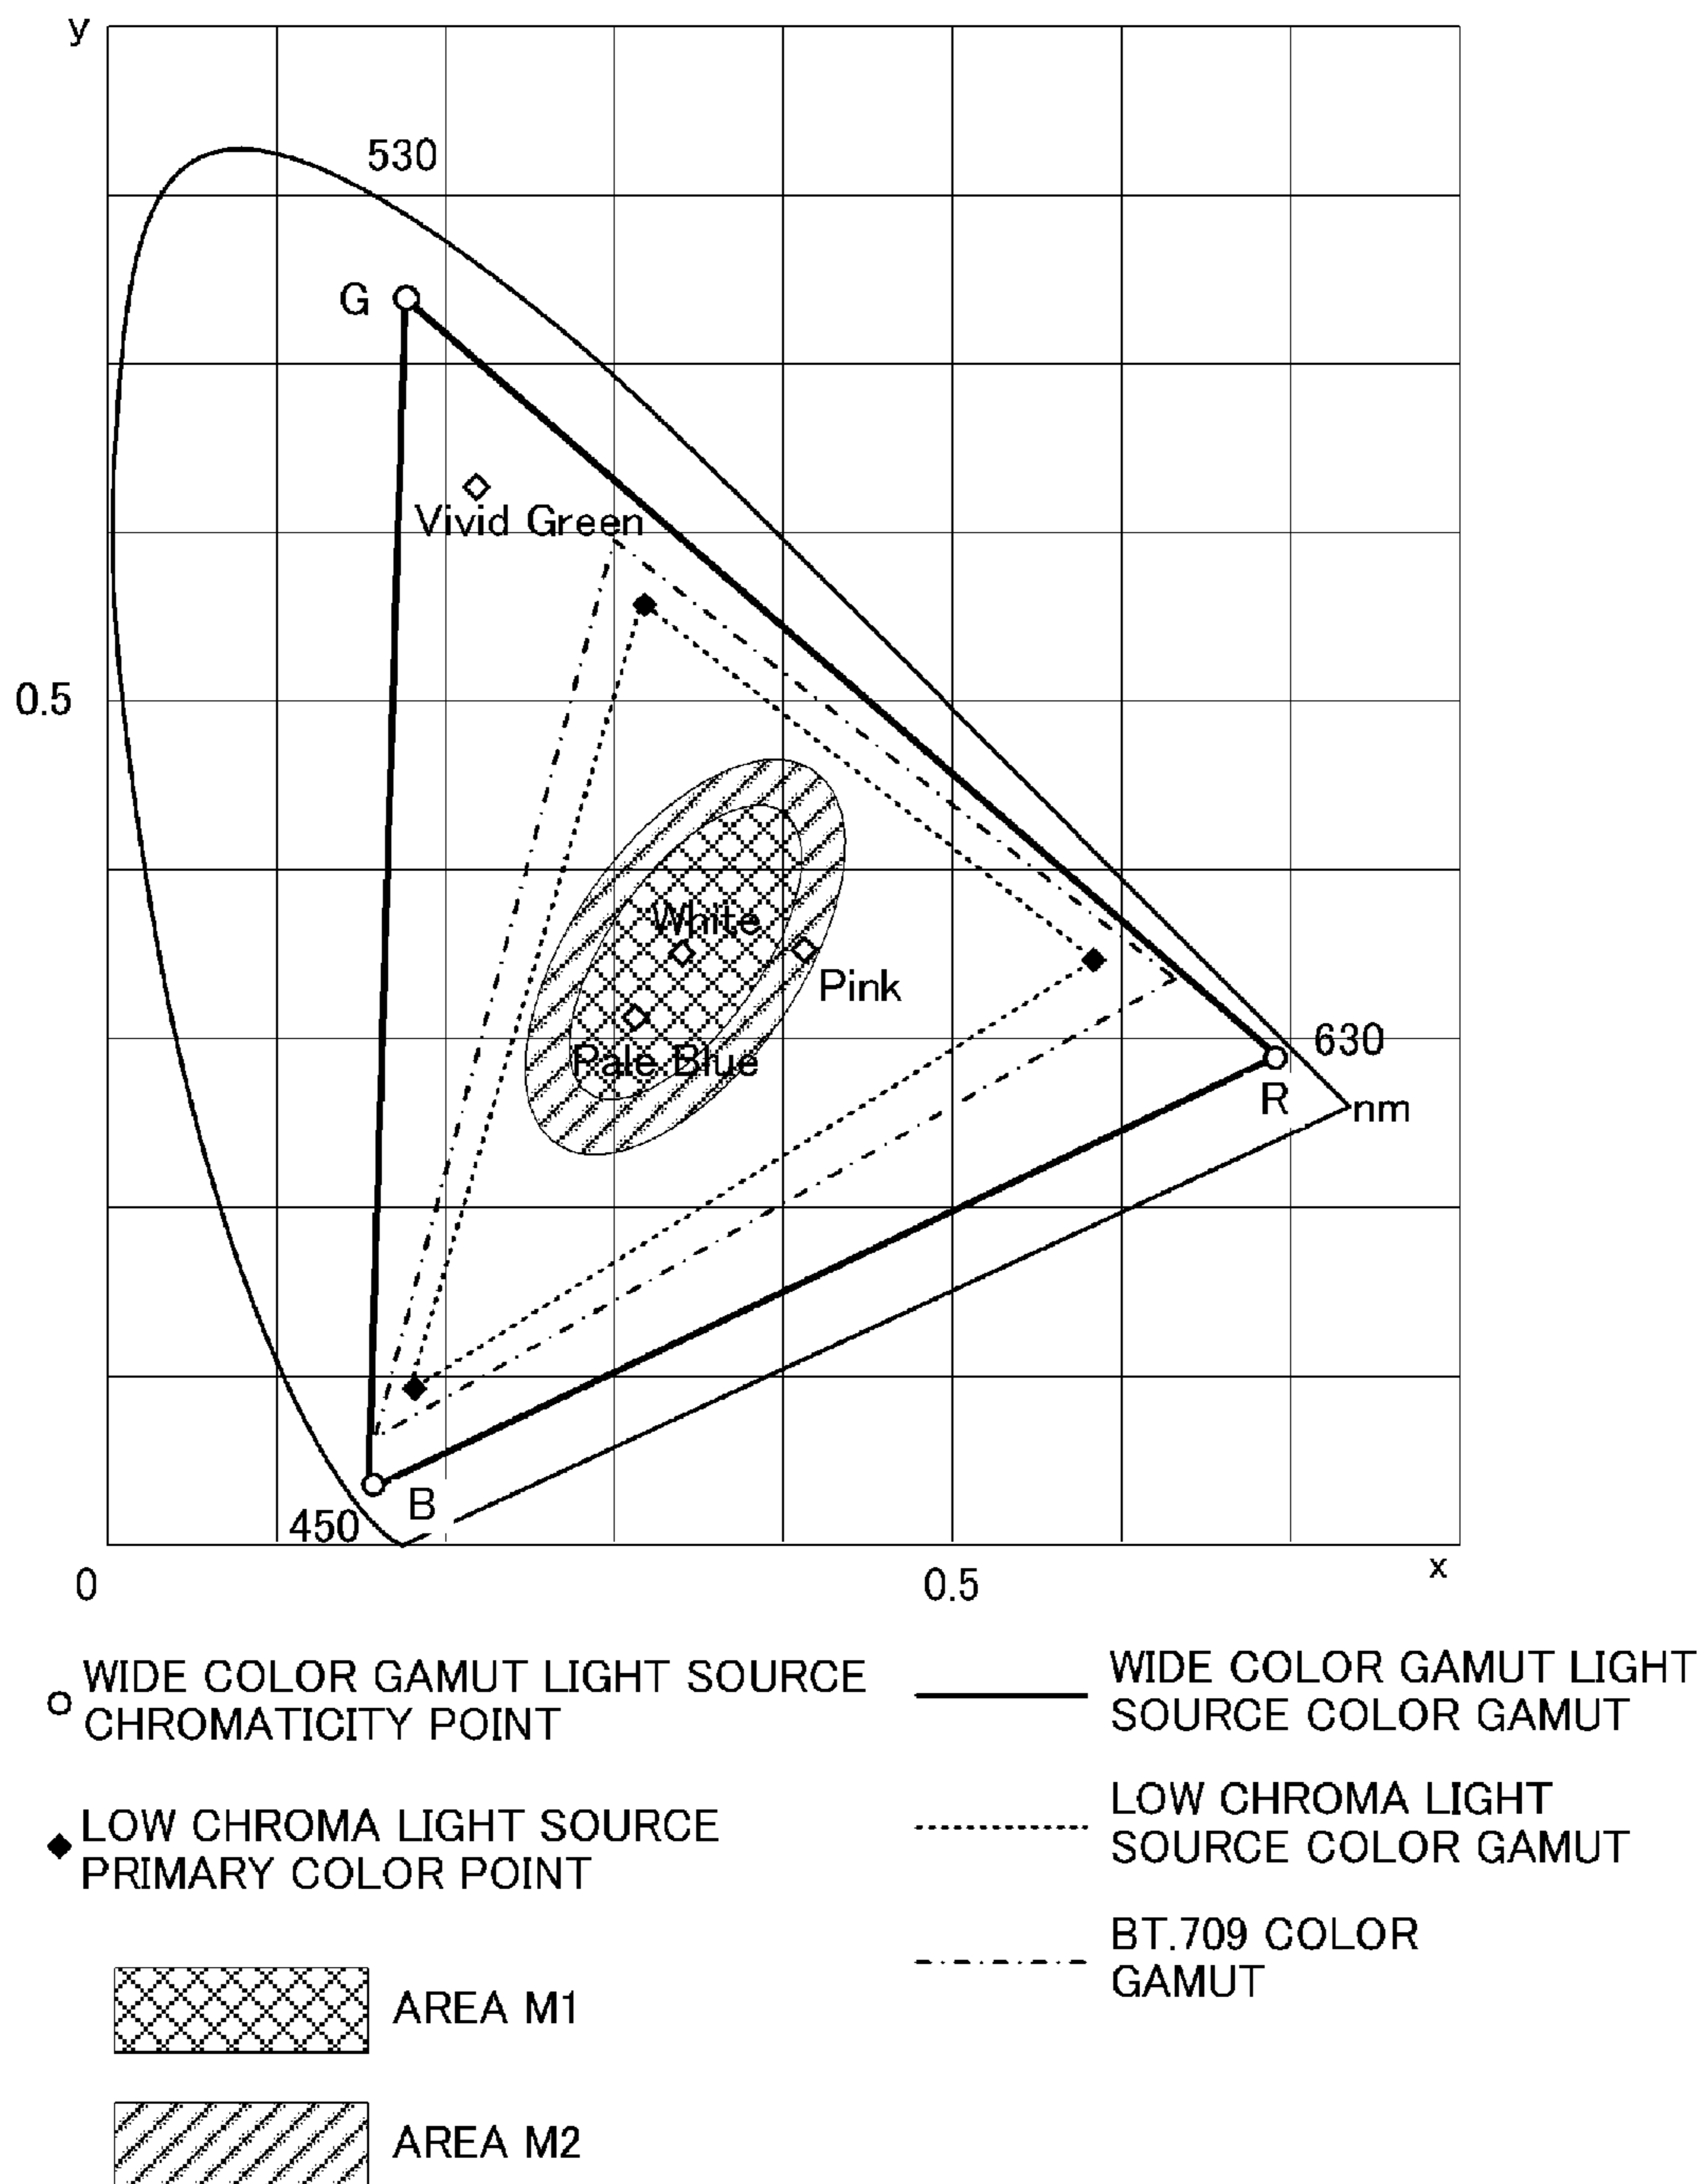 y
530
G
Vivid Green
0.5
White
Pink
Pale Blue
630
R
nm
B
450
x
0
0.5
WIDE COLOR GAMUT LIGHT SOURCE
CHROMATICITY POINT
LOW CHROMA LIGHT SOURCE
PRIMARY COLOR POINT
AREA M1
AREA M2
WIDE COLOR GAMUT LIGHT
SOURCE COLOR GAMUT
LOW CHROMA LIGHT
SOURCE COLOR GAMUT
BT.709 COLOR
GAMUT